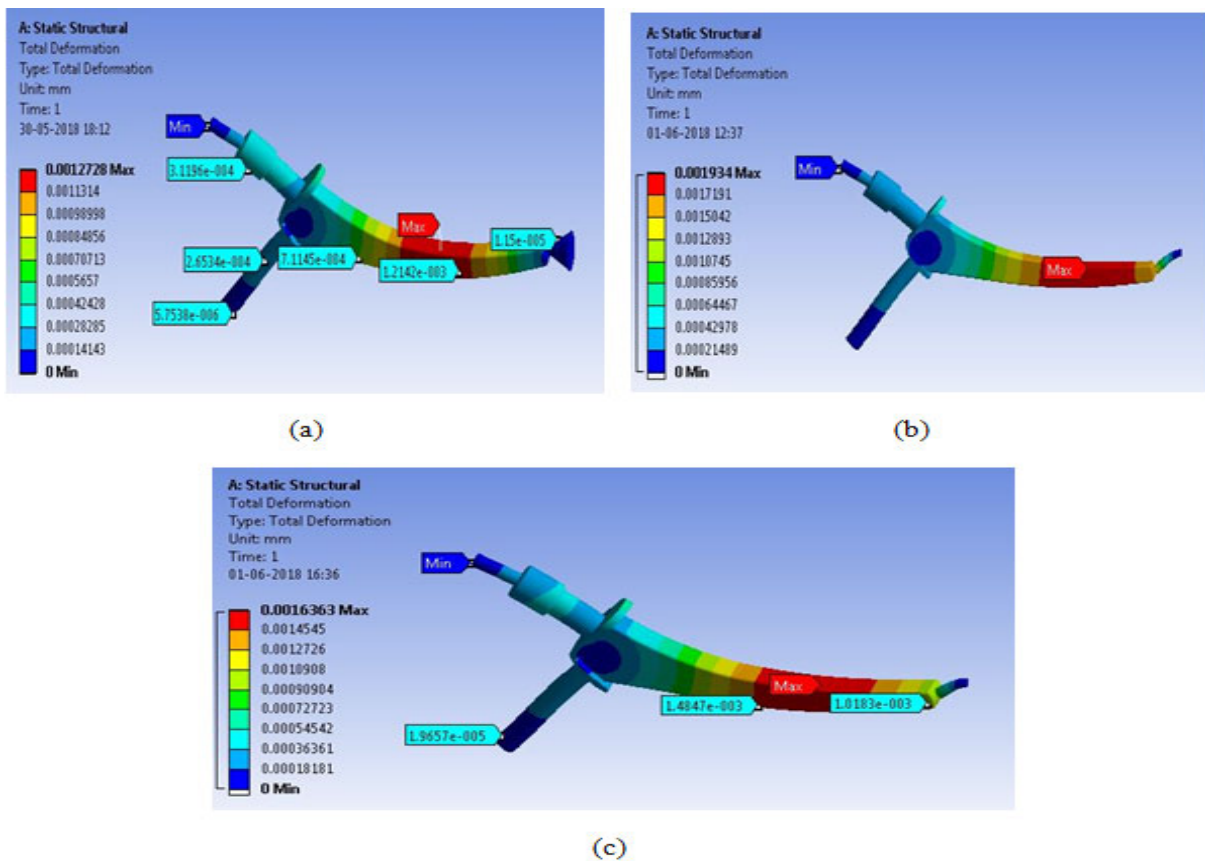 A: Static Structural
Total Deformation
Type: Total Deformation
Unit: mm
Time: 1
30-05-2018 18:12
0.0012728 Max
0.0011314
0.00098998
0.00084856
0.00070713
0.0005657
0.00042428
0.00028285
0.00014143
0 Min
Min
3.1196e-004
2.6534e-004
5.7538e-006
7.1145e-004
Max
1.2142e-003
1.15e-005
(a)
A: Static Structural
Total Deformation
Type: Total Deformation
Unit: mm
Time: 1
01-06-2018 12:37
0.001934 Max
0.0017191
0.0015042
0.0012893
0.0010745
0.00085956
0.00064467
0.00042978
0.00021489
0 Min
Min
Max
(b)
A: Static Structural
Total Deformation
Type: Total Deformation
Unit: mm
Time: 1
01-06-2018 16:36
0.0016363 Max
0.0014545
0.0012726
0.0010908
0.00090904
0.00072723
0.00054542
0.00036361
0.00018181
0 Min
Min
1.9657e-005
1.4847e-003
Max
1.0183e-003
(c)